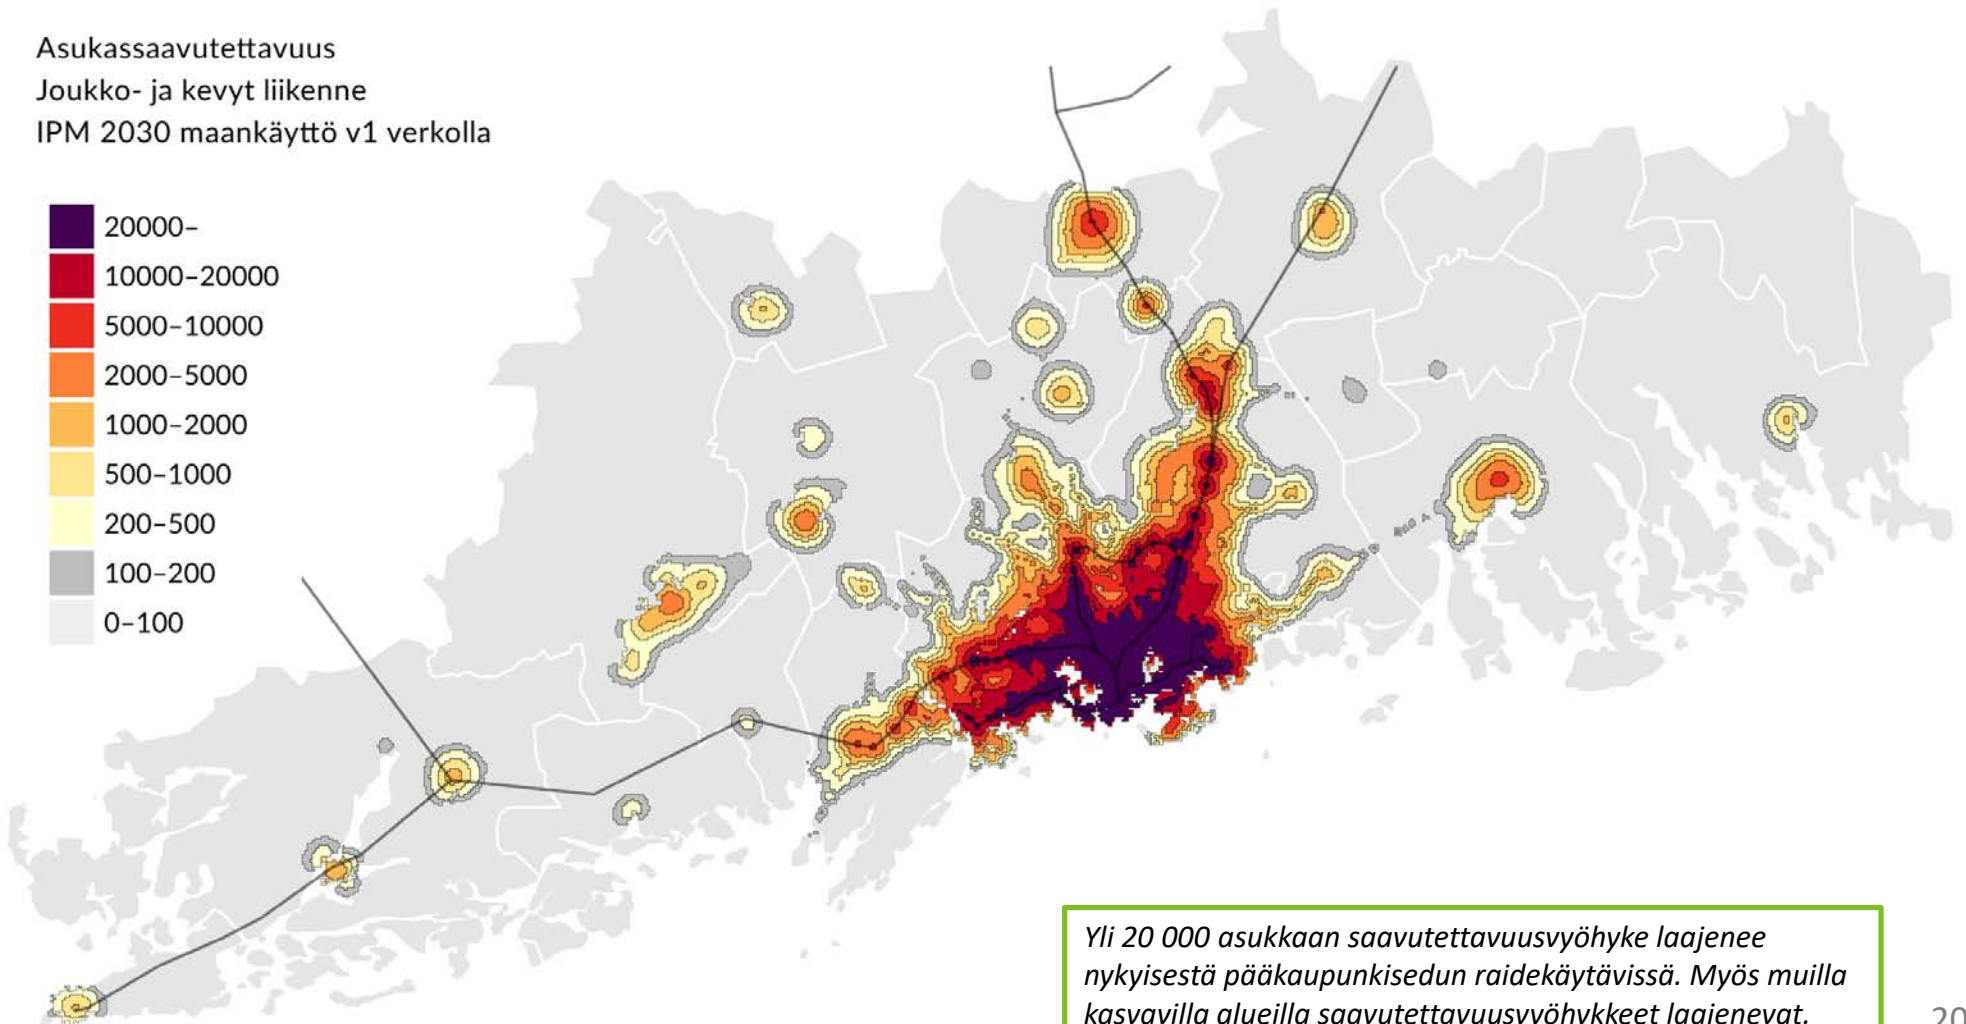 Asukassaavutettavuus
Joukko- ja kevyt liikenne
IPM 2030 maankäyttö v1 verkolla
20000–
10000–20000
5000–10000
2000–5000
1000–2000
500–1000
200–500
100–200
0–100
Yli 20 000 asukkaan saavutettavuusvyöhyke laajenee
nykyisestä pääkaupunkisedun raidekäytävissä. Myös muilla
kasvavilla alueilla saavutettavuusvyöhykkeet laajenevat.
20